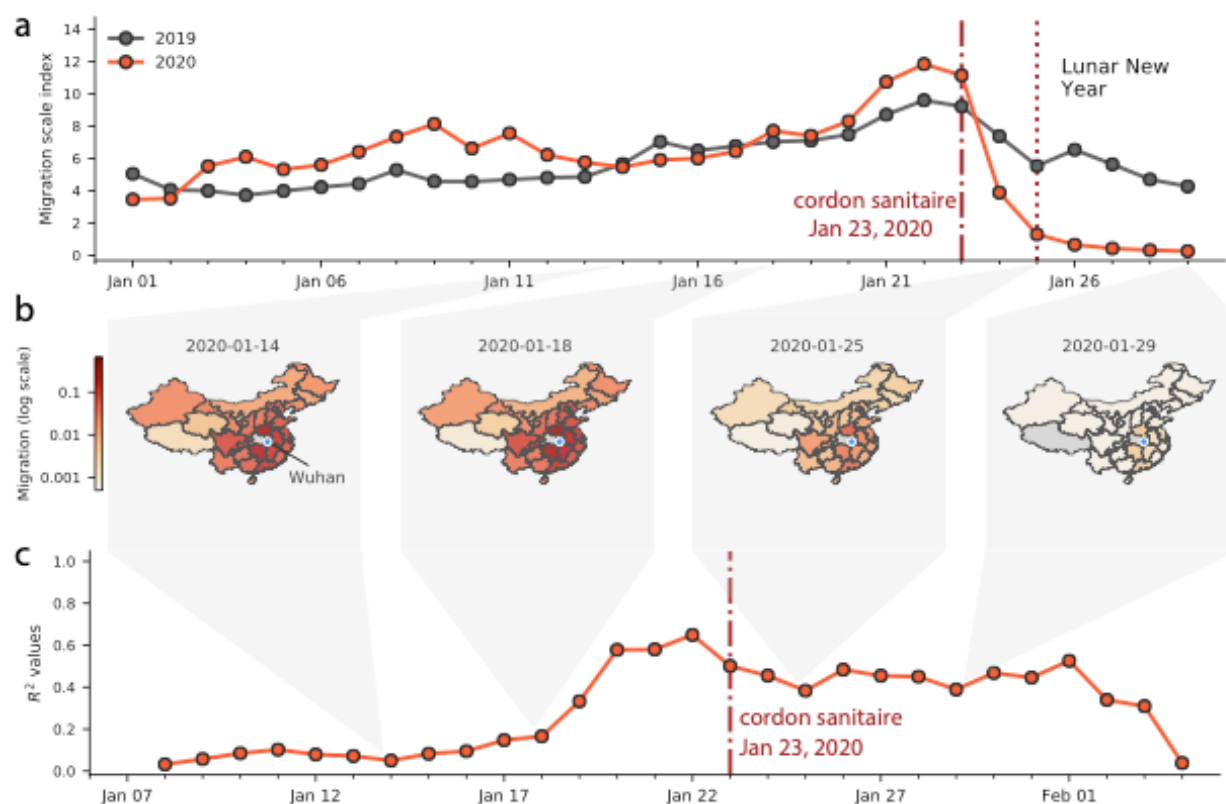 a
14
12
10
8
6
4
2
0
Migration scale index
2019
2020
Lunar New
Year
cordon sanitaire
Jan 23, 2020
Jan 01
Jan 06
Jan 11
Jan 16
Jan 21
Jan 26
b
Migration (log scale)
0.1
0.01
0.001
2020-01-14
2020-01-18
2020-01-25
2020-01-29
Wuhan
c
1.0
0.8
0.6
0.4
0.2
0.0
R² values
cordon sanitaire
Jan 23, 2020
Jan 07
Jan 12
Jan 17
Jan 22
Jan 27
Feb 01